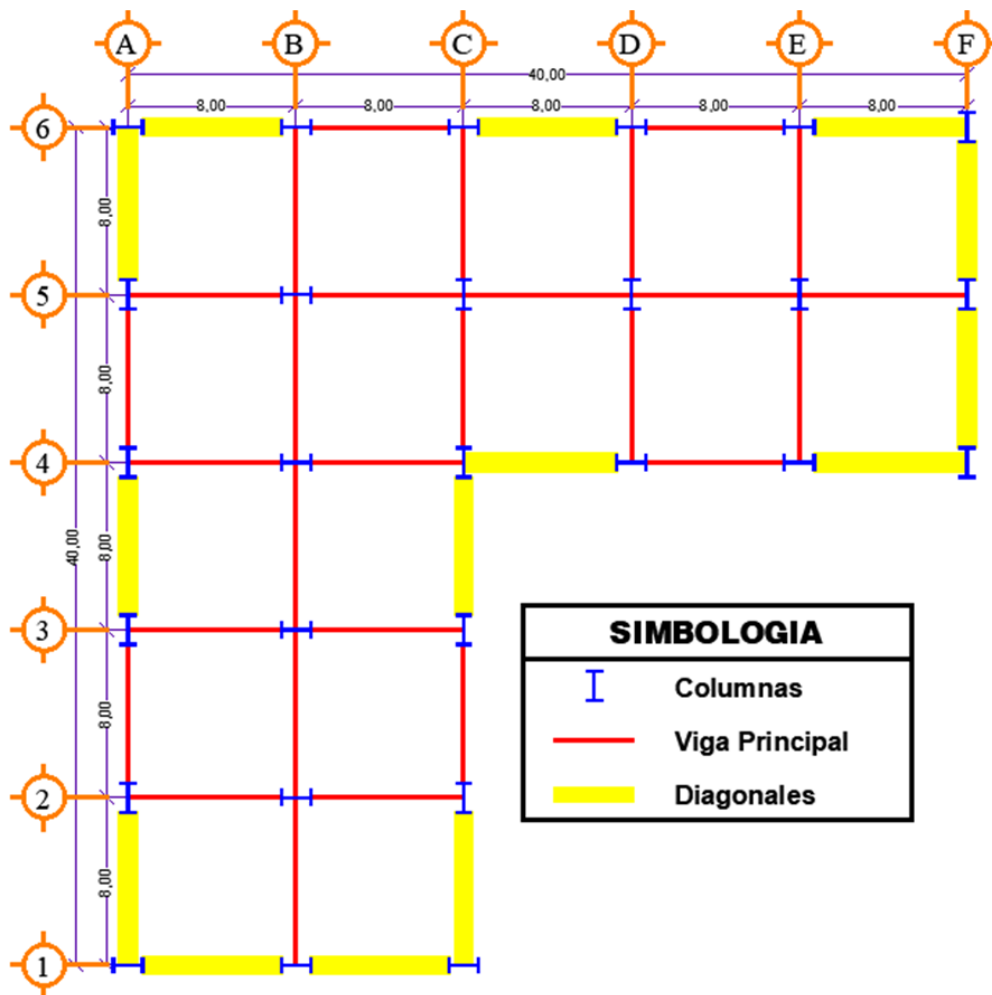 A B C D E F
40,00
8,00 8,00 8,00 8,00 8,00
6
8,00
5
8,00
4
40,00 8,00
3
SIMBOLOGIA
Columnas
8,00
Viga Principal
2
Diagonales
8,00
1